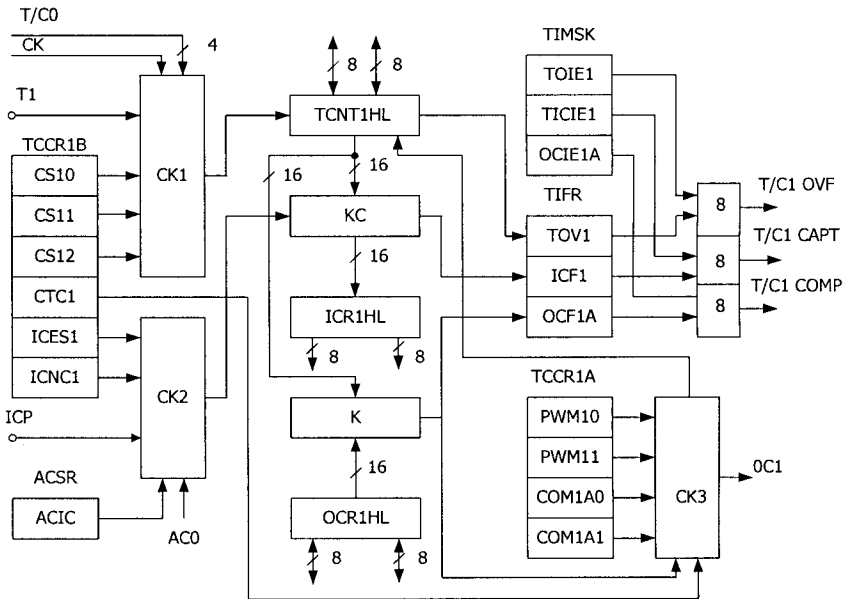 T/C0
CK
4
T1
TCCR1B
CS10
CS11
CS12
CTC1
ICES1
ICNC1
CK1
CK2
ICP
ACSR
ACIC
AC0
8
8
TCNT1HL
16
16
KC
16
ICR1HL
8
8
K
16
OCR1HL
8
8
TIMSK
TOIE1
TICIE1
OCIE1A
TIFR
TOV1
ICF1
OCF1A
8
8
8
T/C1 OVF
T/C1 CAPT
T/C1 COMP
TCCR1A
PWM10
PWM11
COM1A0
COM1A1
CK3
0C1